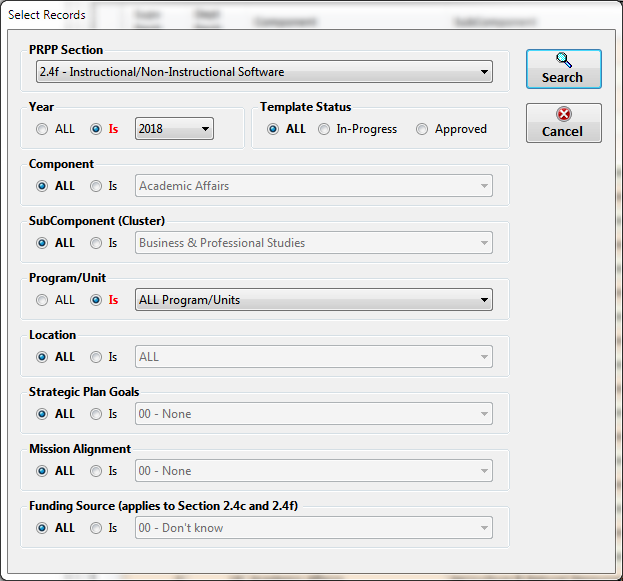 Select Records
PRPP Section
2.4f - Instructional/Non-Instructional Software
Search
Year
ALL Is 2018
Template Status
ALL In-Progress Approved
Cancel
Component
ALL Is Academic Affairs
SubComponent (Cluster)
ALL Is Business & Professional Studies
Program/Unit
ALL Is ALL Program/Units
Location
ALL Is ALL
Strategic Plan Goals
ALL Is 00 - None
Mission Alignment
ALL Is 00 - None
Funding Source (applies to Section 2.4c and 2.4f)
ALL Is 00 - Don't know